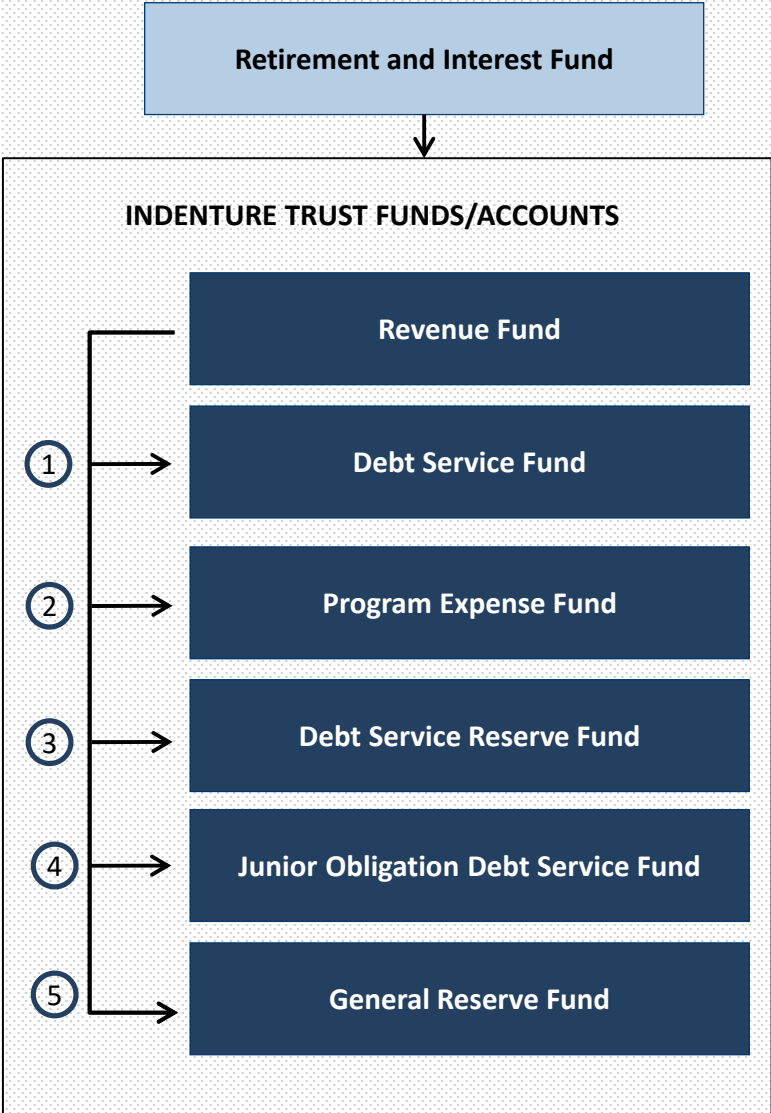 Retirement and Interest Fund
INDENTURE TRUST FUNDS/ACCOUNTS
Revenue Fund
1
Debt Service Fund
2
Program Expense Fund
3
Debt Service Reserve Fund
4
Junior Obligation Debt Service Fund
5
General Reserve Fund